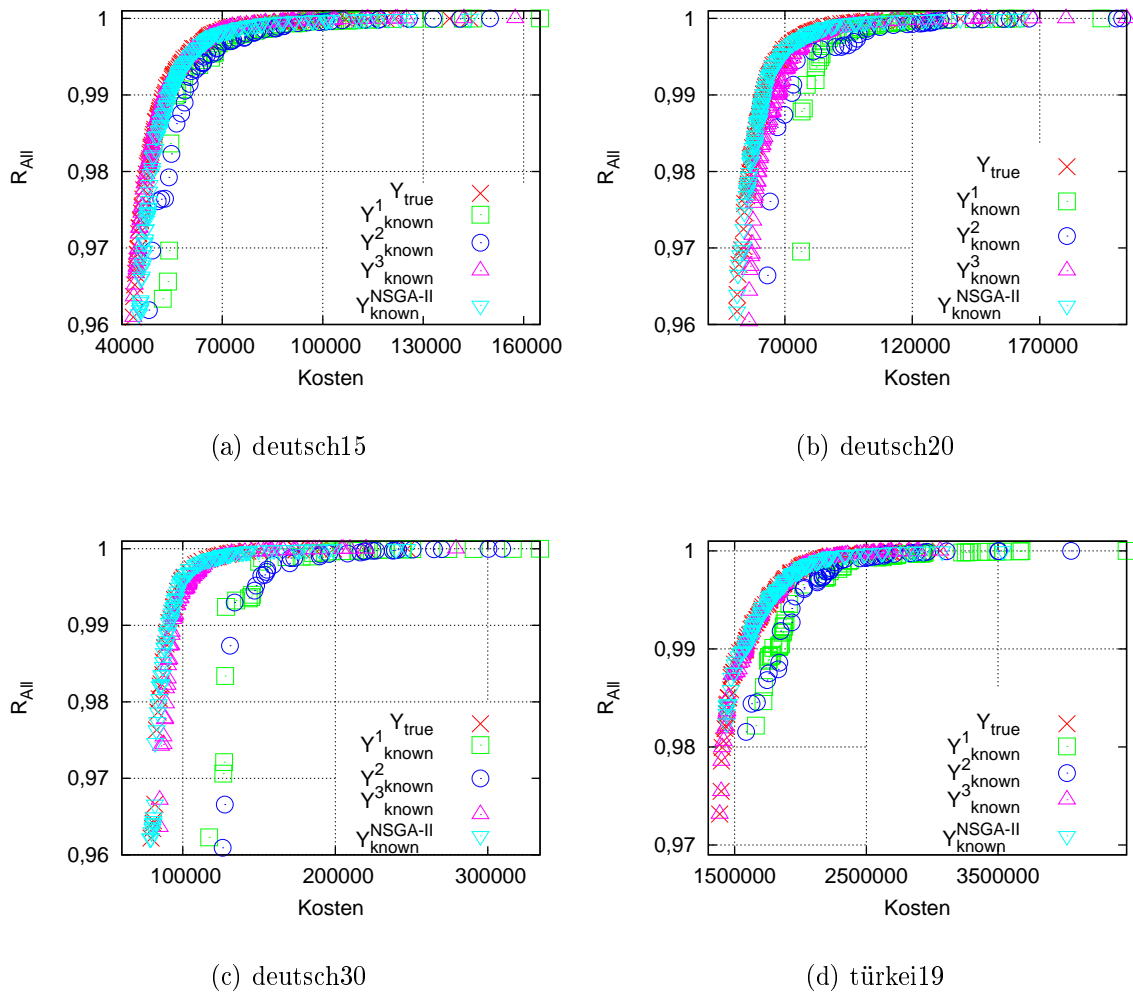 1
0,99
0,98
0,97
0,96
40000 70000 100000 130000 160000
R_All
Kosten
Y_true
Y^1_known
Y^2_known
Y^3_known
Y^NSGA-II_known
(a) deutsch15
1
0,99
0,98
0,97
0,96
70000 120000 170000
R_All
Kosten
Y_true
Y^1_known
Y^2_known
Y^3_known
Y^NSGA-II_known
(b) deutsch20
1
0,99
0,98
0,97
0,96
100000 200000 300000
R_All
Kosten
Y_true
Y^1_known
Y^2_known
Y^3_known
Y^NSGA-II_known
(c) deutsch30
1
0,99
0,98
0,97
1500000 2500000 3500000
R_All
Kosten
Y_true
Y^1_known
Y^2_known
Y^3_known
Y^NSGA-II_known
(d) türkei19